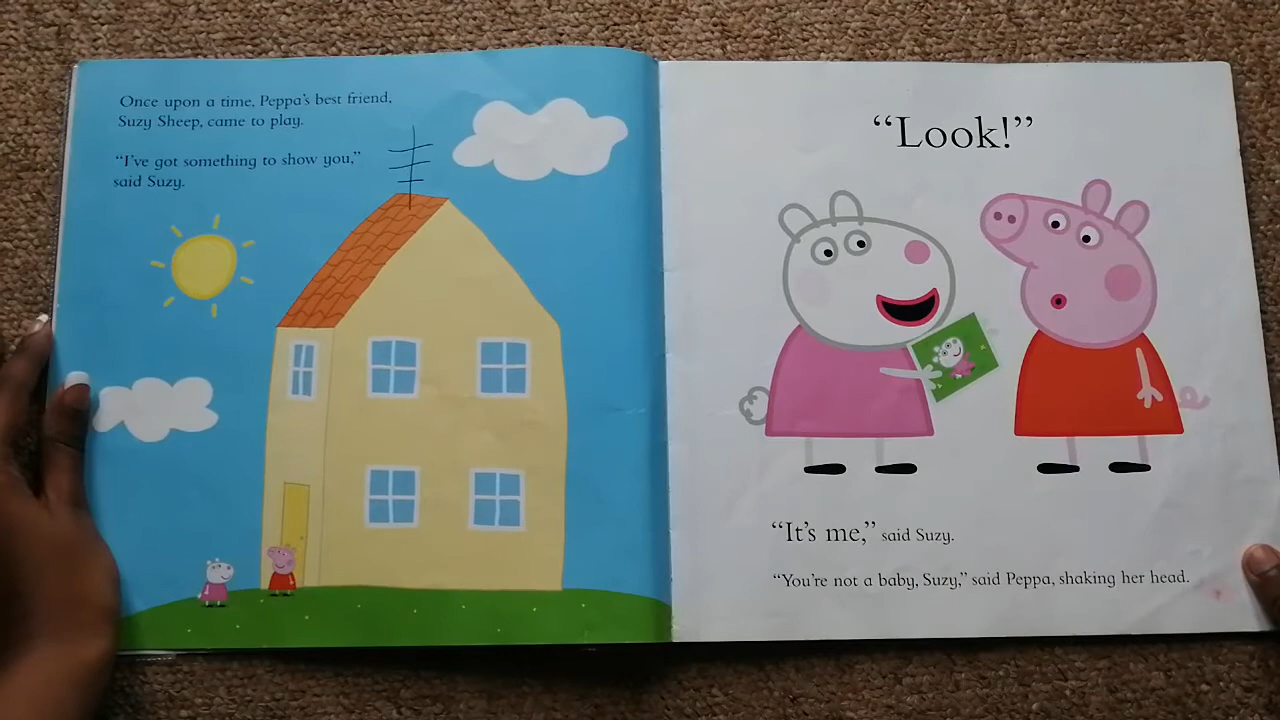 Once upon a time, Peppa's best friend,
Suzy Sheep, came to play.
“I've got something to show you,”
said Suzy.
“Look!”
“It's me,” said Suzy.
“You're not a baby, Suzy,” said Peppa, shaking her head.